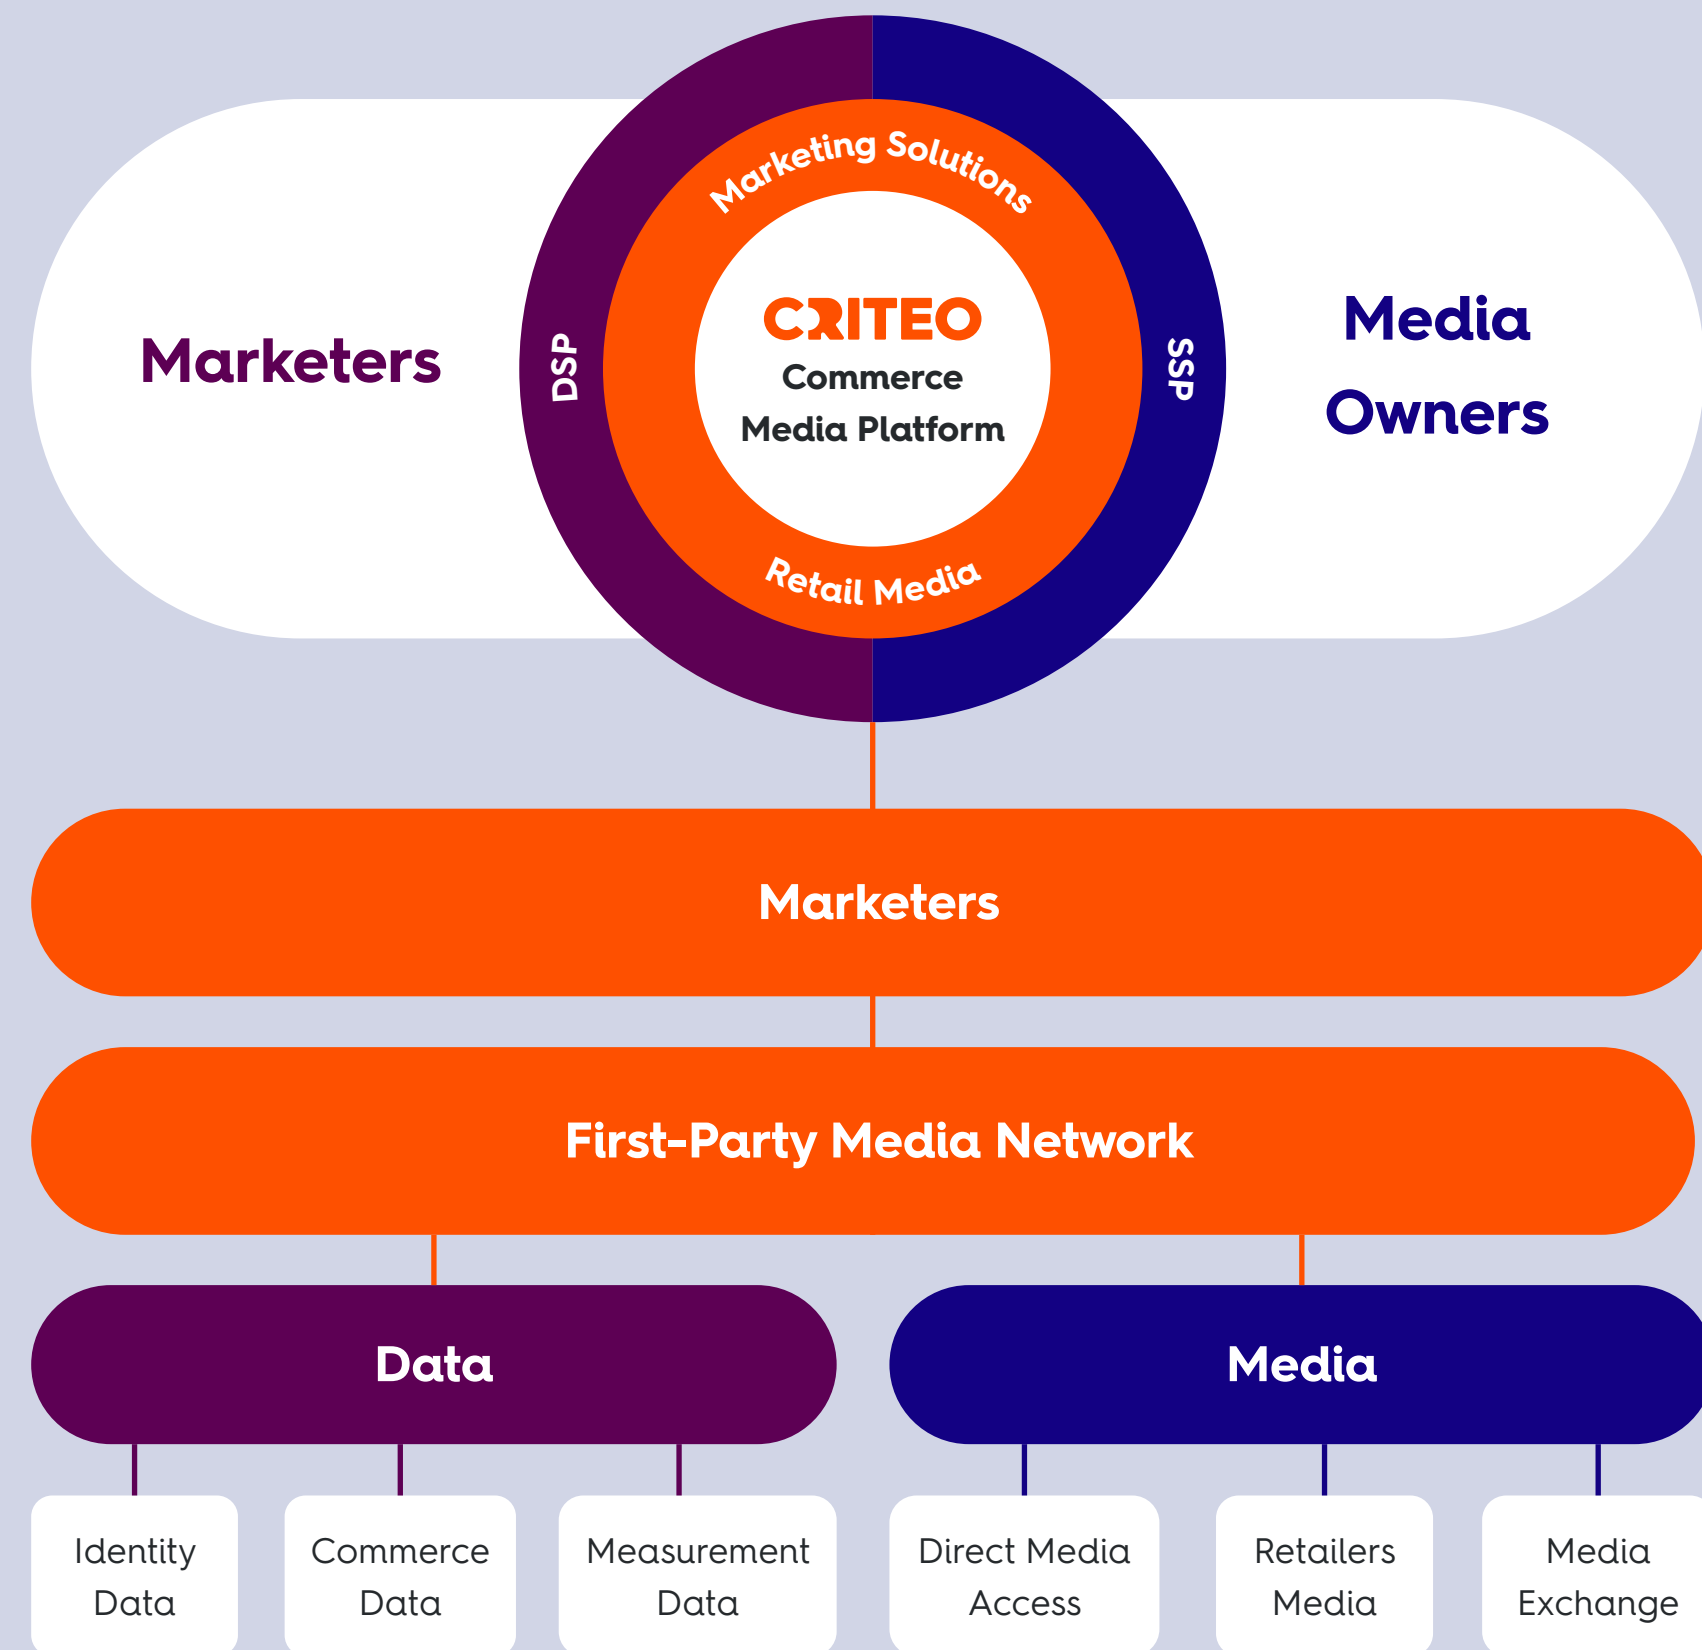 Marketing Solutions
CRITEO
Commerce
Media Platform
Retail Media
DSP
SSP
Marketers
Media
Owners
Marketers
First-Party Media Network
Data
Media
Identity
Data
Commerce
Data
Measurement
Data
Direct Media
Access
Retailers
Media
Media
Exchange